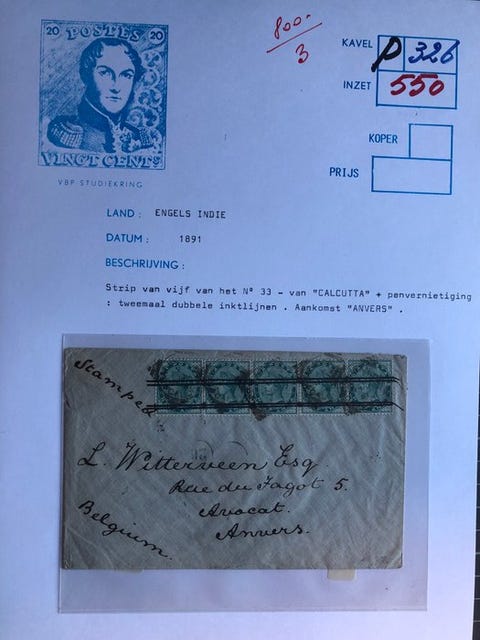 POSTES
20 20
VINGT CENTS
VBP STUDIEKRING
800.-
3
KAVEL P 326
INZET 550
KOPER
PRIJS
LAND : ENGELS INDIE
DATUM : 1891
BESCHRIJVING :
Strip van vijf van het Nº 33 - van "CALCUTTA" + penvernietiging
: tweemaal dubbele inktlijnen . Aankomst "ANVERS" .
Stamped
L. Witterveen Esq
Rue du Fagot 5.
Avocat.
Anvers.
Belgium.